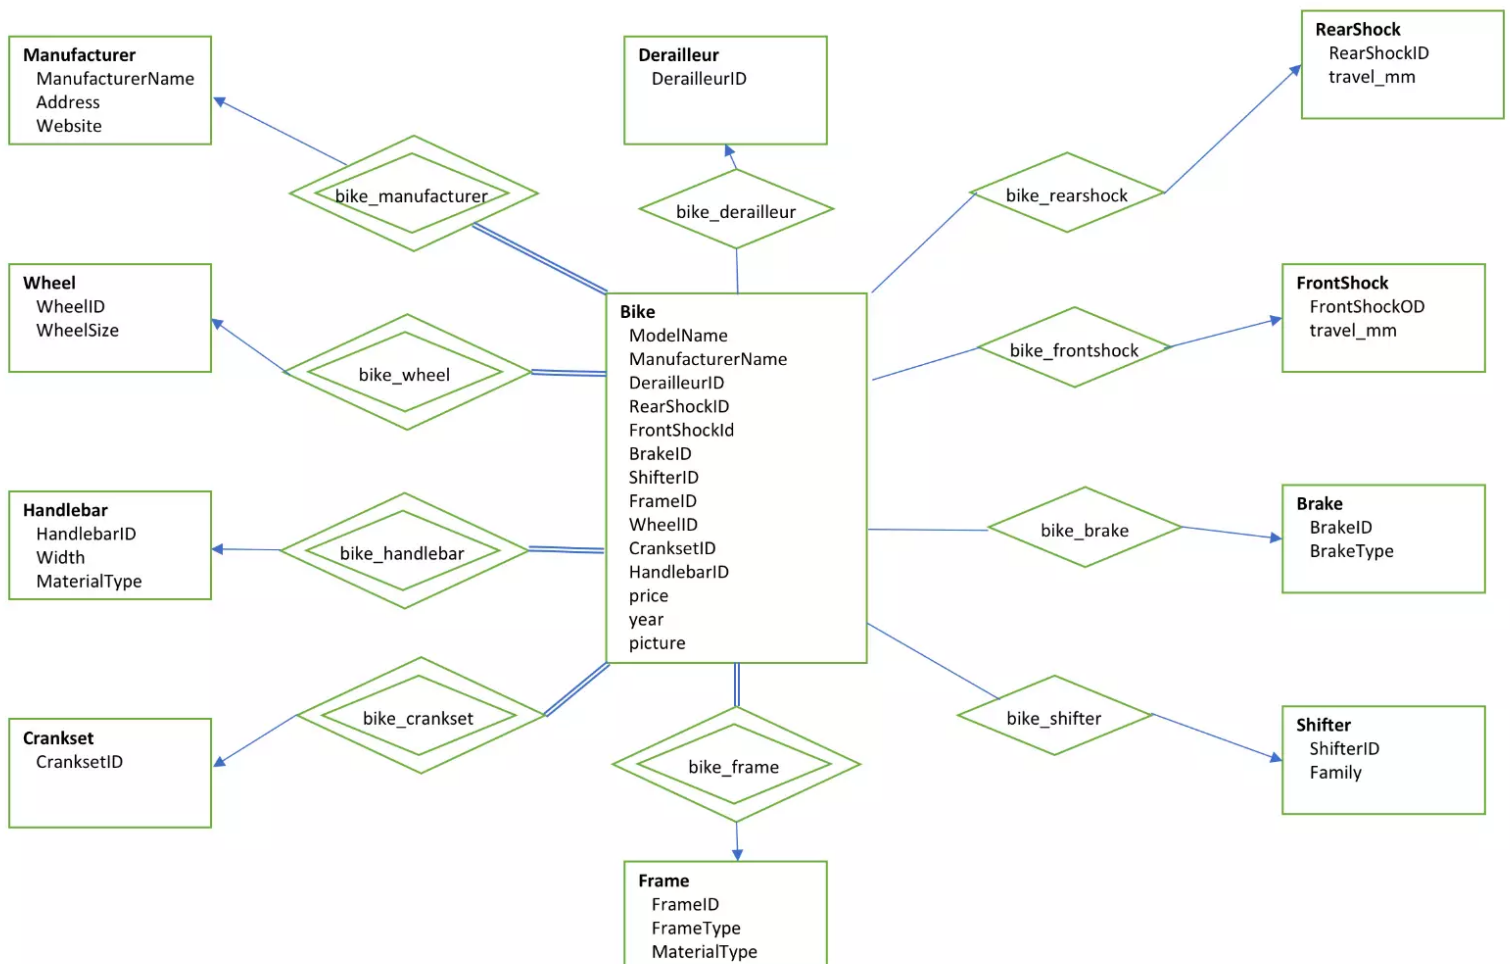 Manufacturer
ManufacturerName
Address
Website
Derailleur
DerailleurID
RearShock
RearShockID
travel_mm
bike_manufacturer
bike_derailleur
bike_rearshock
Wheel
WheelID
WheelSize
bike_wheel
Bike
ModelName
ManufacturerName
DerailleurID
RearShockID
FrontShockId
BrakeID
ShifterID
FrameID
WheelID
CranksetID
HandlebarID
price
year
picture
bike_frontshock
FrontShock
FrontShockOD
travel_mm
Handlebar
HandlebarID
Width
MaterialType
bike_handlebar
bike_brake
Brake
BrakeID
BrakeType
Crankset
CranksetID
bike_crankset
bike_frame
bike_shifter
Shifter
ShifterID
Family
Frame
FrameID
FrameType
MaterialType